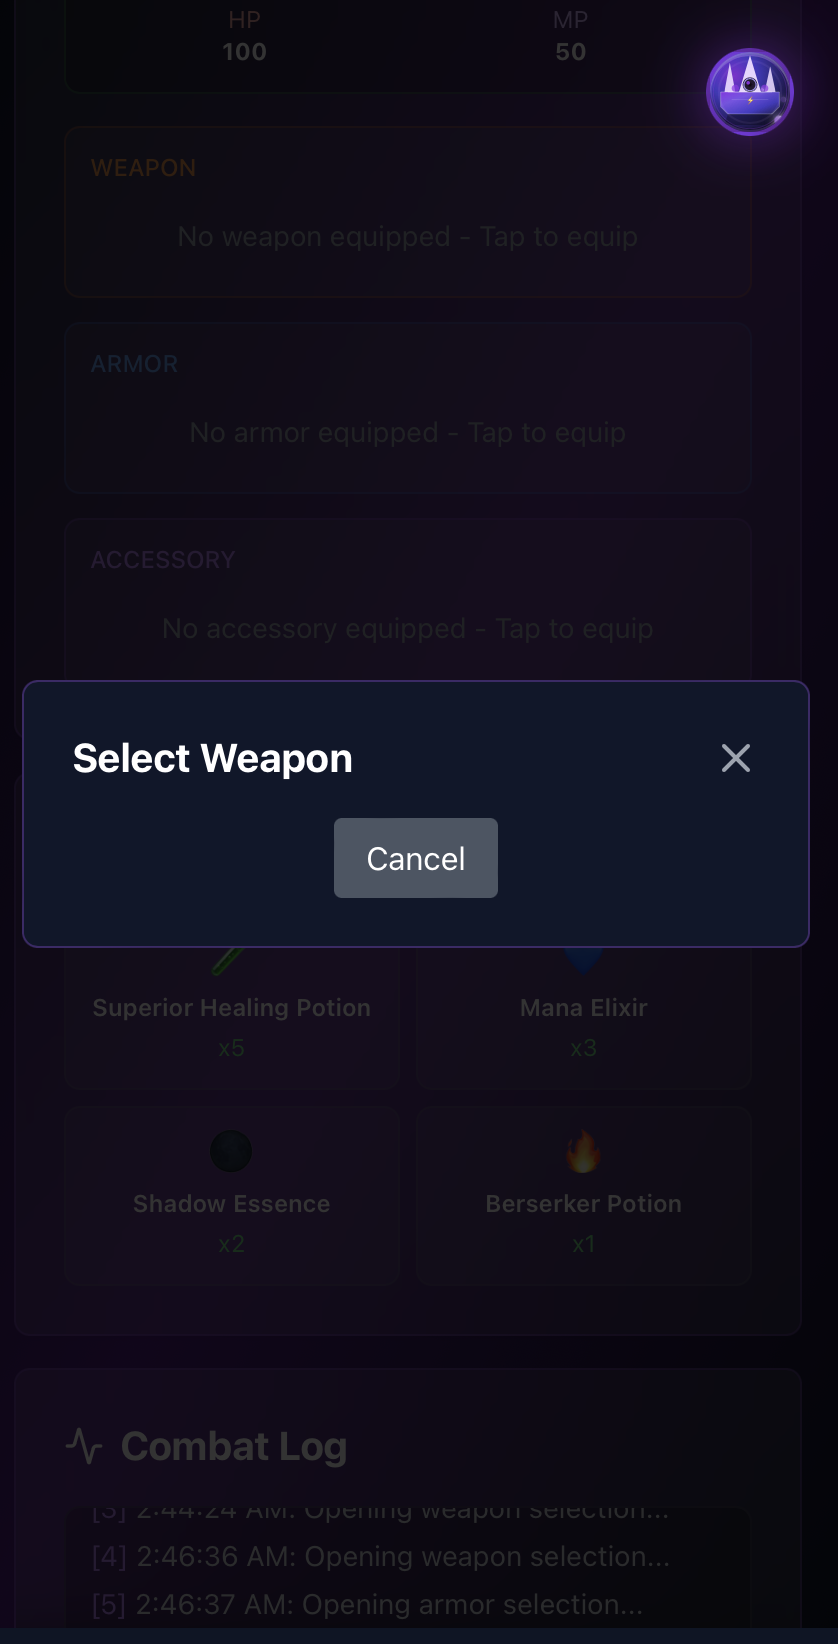 HP
MP
100
50
WEAPON
No weapon equipped - Tap to equip
ARMOR
No armor equipped - Tap to equip
ACCESSORY
No accessory equipped - Tap to equip
Select Weapon
Cancel
Superior Healing Potion
Mana Elixir
x5
x3
Shadow Essence
Berserker Potion
x2
x1
Combat Log
[3] 2:44:24 AM: Opening weapon selection...
[4] 2:46:36 AM: Opening weapon selection...
[5] 2:46:37 AM: Opening armor selection...